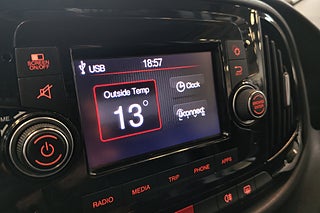 SCREEN
ON/OFF
USB
18:57
Outside Temp
13°
Clock
Uconnect
RADIO
MEDIA
TRIP
PHONE
APPS